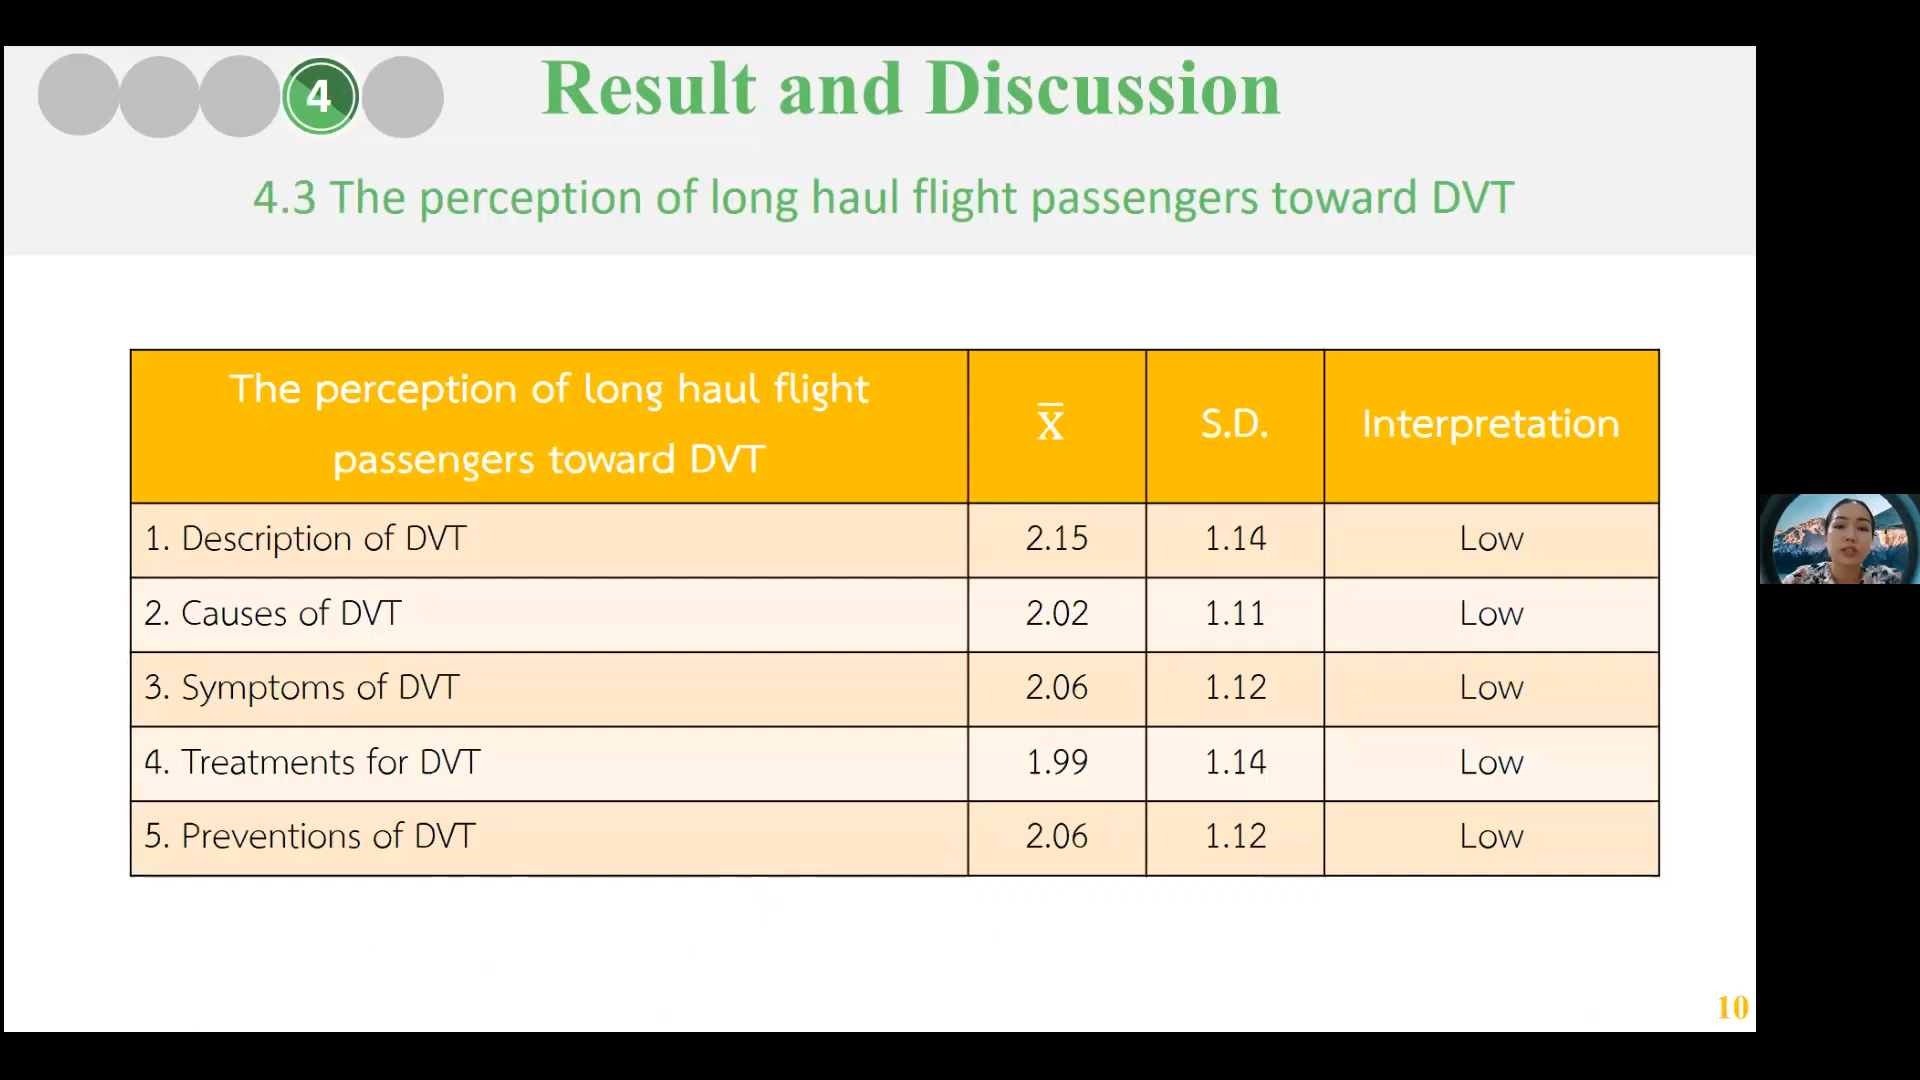 4
Result and Discussion
4.3 The perception of long haul flight passengers toward DVT
The perception of long haul flight
passengers toward DVT
x̅
S.D.
Interpretation
1. Description of DVT 2.15 1.14 Low
2. Causes of DVT 2.02 1.11 Low
3. Symptoms of DVT 2.06 1.12 Low
4. Treatments for DVT 1.99 1.14 Low
5. Preventions of DVT 2.06 1.12 Low
10